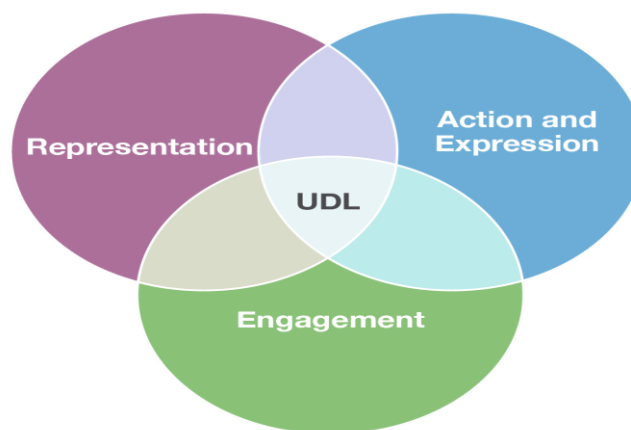 Representation
Action and
Expression
UDL
Engagement